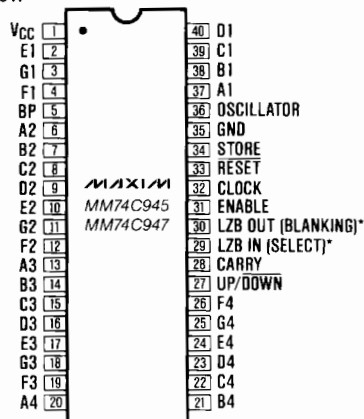 VCC 1
E1 2
G1 3
F1 4
BP 5
A2 6
B2 7
C2 8
D2 9
E2 10
G2 11
F2 12
A3 13
B3 14
C3 15
D3 16
E3 17
G3 18
F3 19
A4 20
MAXIM
MM74C945
MM74C947
40 D1
39 C1
38 B1
37 A1
36 OSCILLATOR
35 GND
34 STORE
33 RESET
32 CLOCK
31 ENABLE
30 LZB OUT (BLANKING)*
29 LZB IN (SELECT)*
28 CARRY
27 UP/DOWN
26 F4
25 G4
24 E4
23 D4
22 C4
21 B4